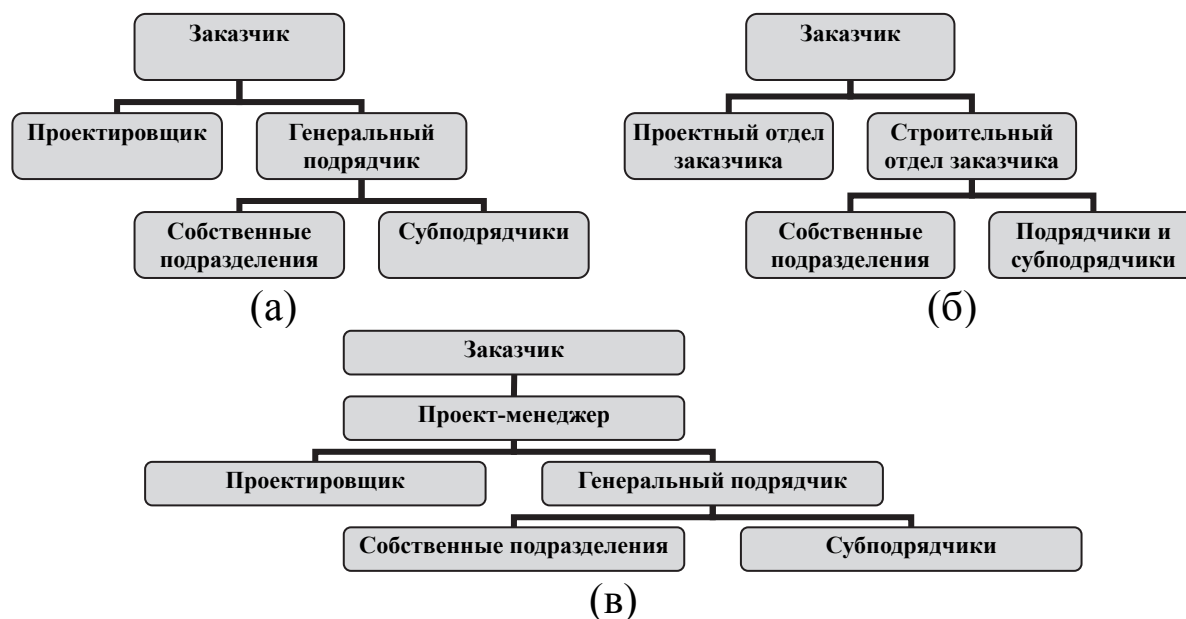 Заказчик
Проектировщик
Генеральный
подрядчик
Собственные
подразделения
Субподрядчики
(а)
Заказчик
Проектный отдел
заказчика
Строительный
отдел заказчика
Собственные
подразделения
Подрядчики и
субподрядчики
(б)
Заказчик
Проект-менеджер
Проектировщик
Генеральный подрядчик
Собственные подразделения
Субподрядчики
(в)